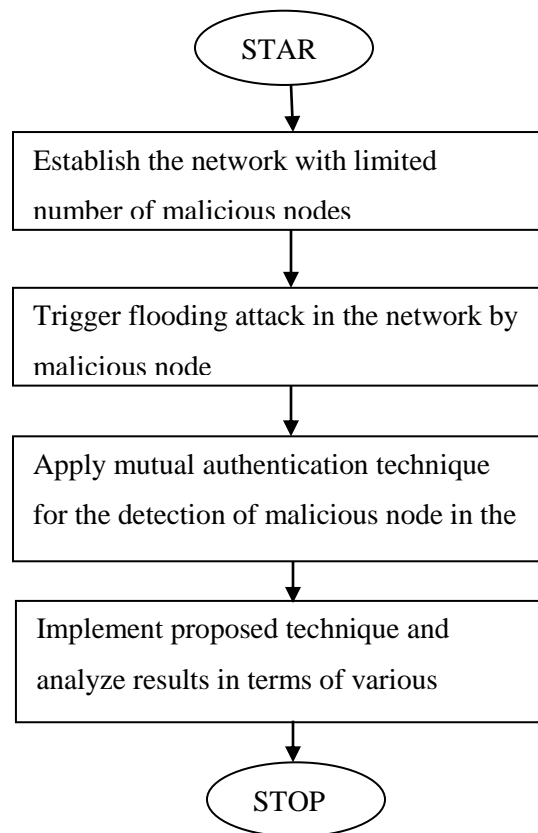 STAR
Establish the network with limited
number of malicious nodes
Trigger flooding attack in the network by
malicious node
Apply mutual authentication technique
for the detection of malicious node in the
Implement proposed technique and
analyze results in terms of various
STOP